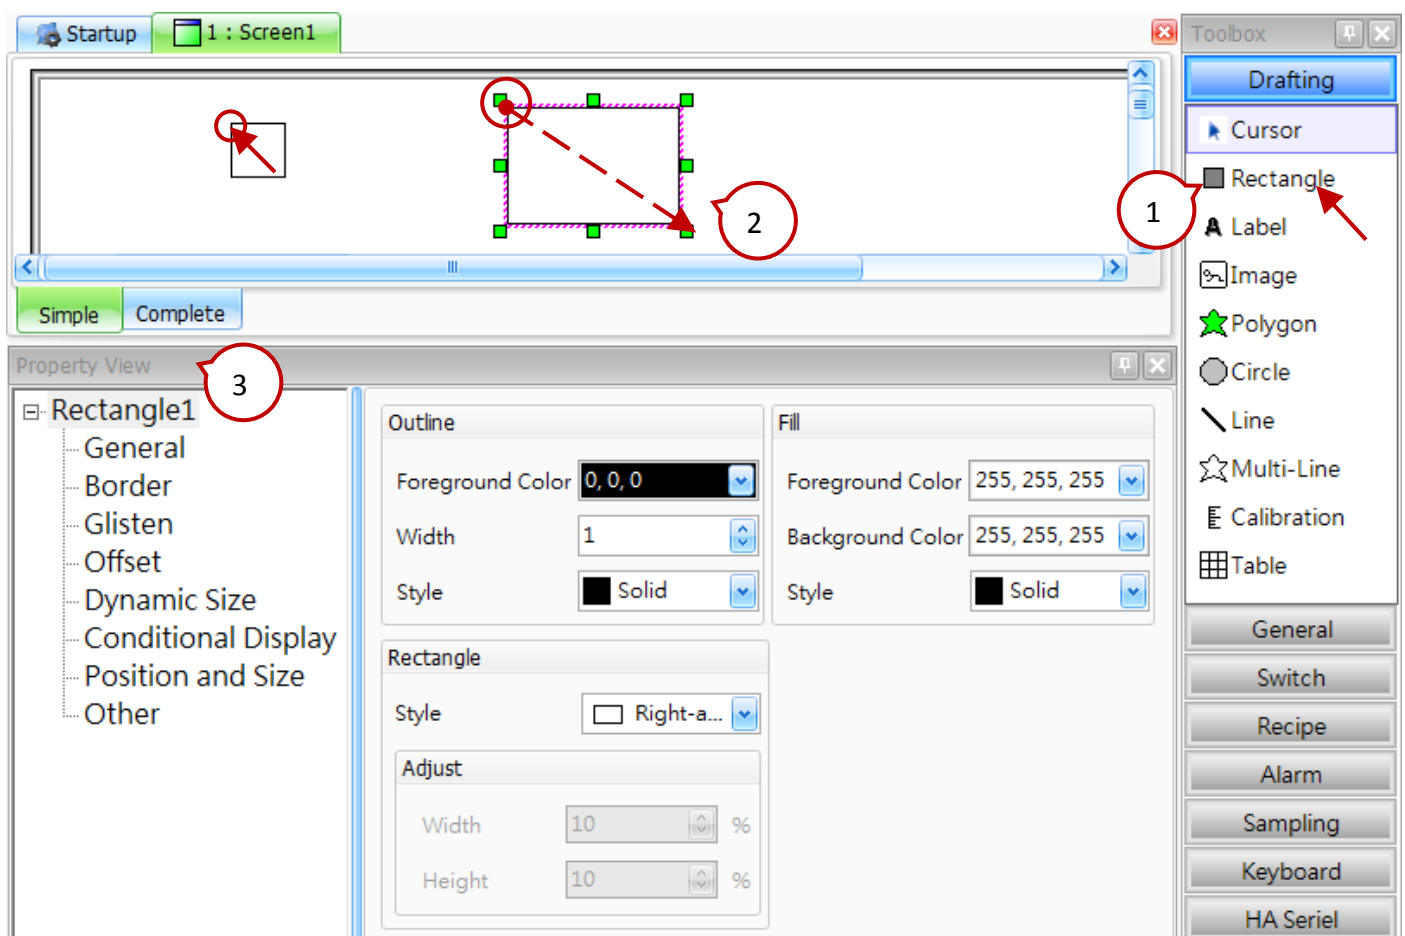 Startup
1 : Screen1
Toolbox
Drafting
Cursor
Rectangle
Label
Image
Polygon
Circle
Line
Multi-Line
Calibration
Table
General
Switch
Recipe
Alarm
Sampling
Keyboard
HA Seriel
1
2
Simple
Complete
Property View
3
Rectangle1
General
Border
Glisten
Offset
Dynamic Size
Conditional Display
Position and Size
Other
Outline
Foreground Color 0, 0, 0
Width 1
Style Solid
Fill
Foreground Color 255, 255, 255
Background Color 255, 255, 255
Style Solid
Rectangle
Style Right-a...
Adjust
Width 10 %
Height 10 %